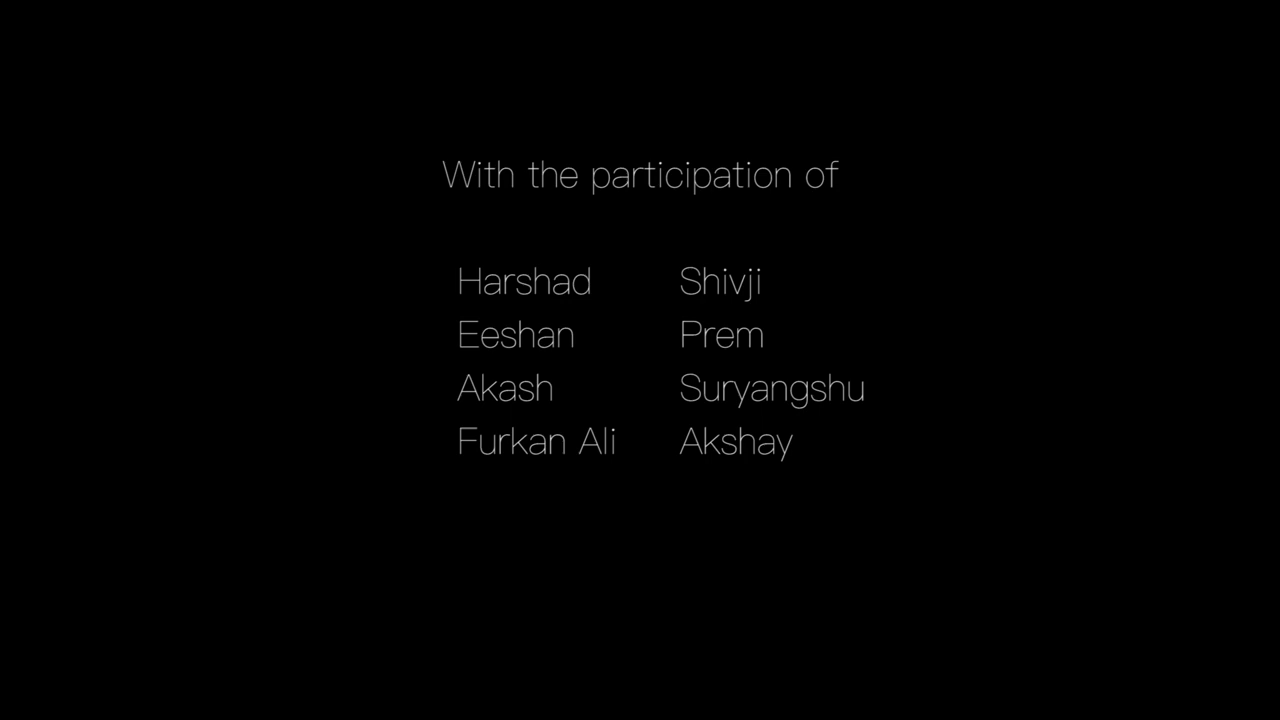 With the participation of
Harshad Shivji
Eeshan Prem
Akash Suryangshu
Furkan Ali Akshay